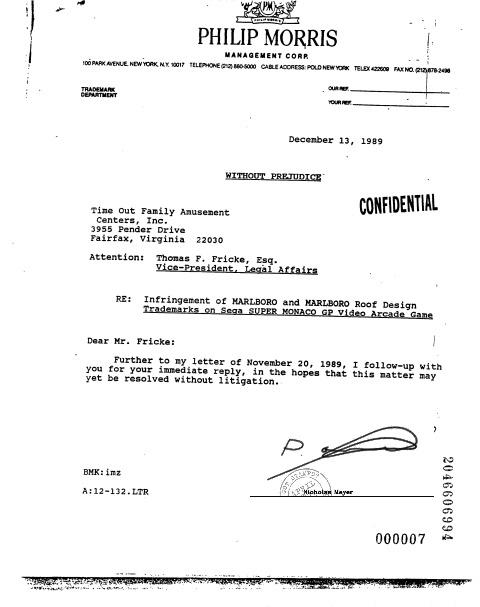 PHILIP MORRIS
MANAGEMENT CORP.
100 PARK AVENUE, NEW YORK, N.Y. 10017 TELEPHONE (212) 880-5000 CABLE ADDRESS: POLD NEW YORK TELEX 422609 FAX NO. (212) 878-2496
TRADEMARK
DEPARTMENT
OUR REF.
YOUR REF.
December 13, 1989
WITHOUT PREJUDICE
CONFIDENTIAL
Time Out Family Amusement
Centers, Inc.
3955 Pender Drive
Fairfax, Virginia 22030
Attention: Thomas F. Fricke, Esq.
Vice-President, Legal Affairs
RE: Infringement of MARLBORO and MARLBORO Roof Design
Trademarks on Sega SUPER MONACO GP Video Arcade Game
Dear Mr. Fricke:
Further to my letter of November 20, 1989, I follow-up with
you for your immediate reply, in the hopes that this matter may
yet be resolved without litigation.
P.
BMK:imz
A:12-132.LTR
Nicholas Mayer
2046606994
000007